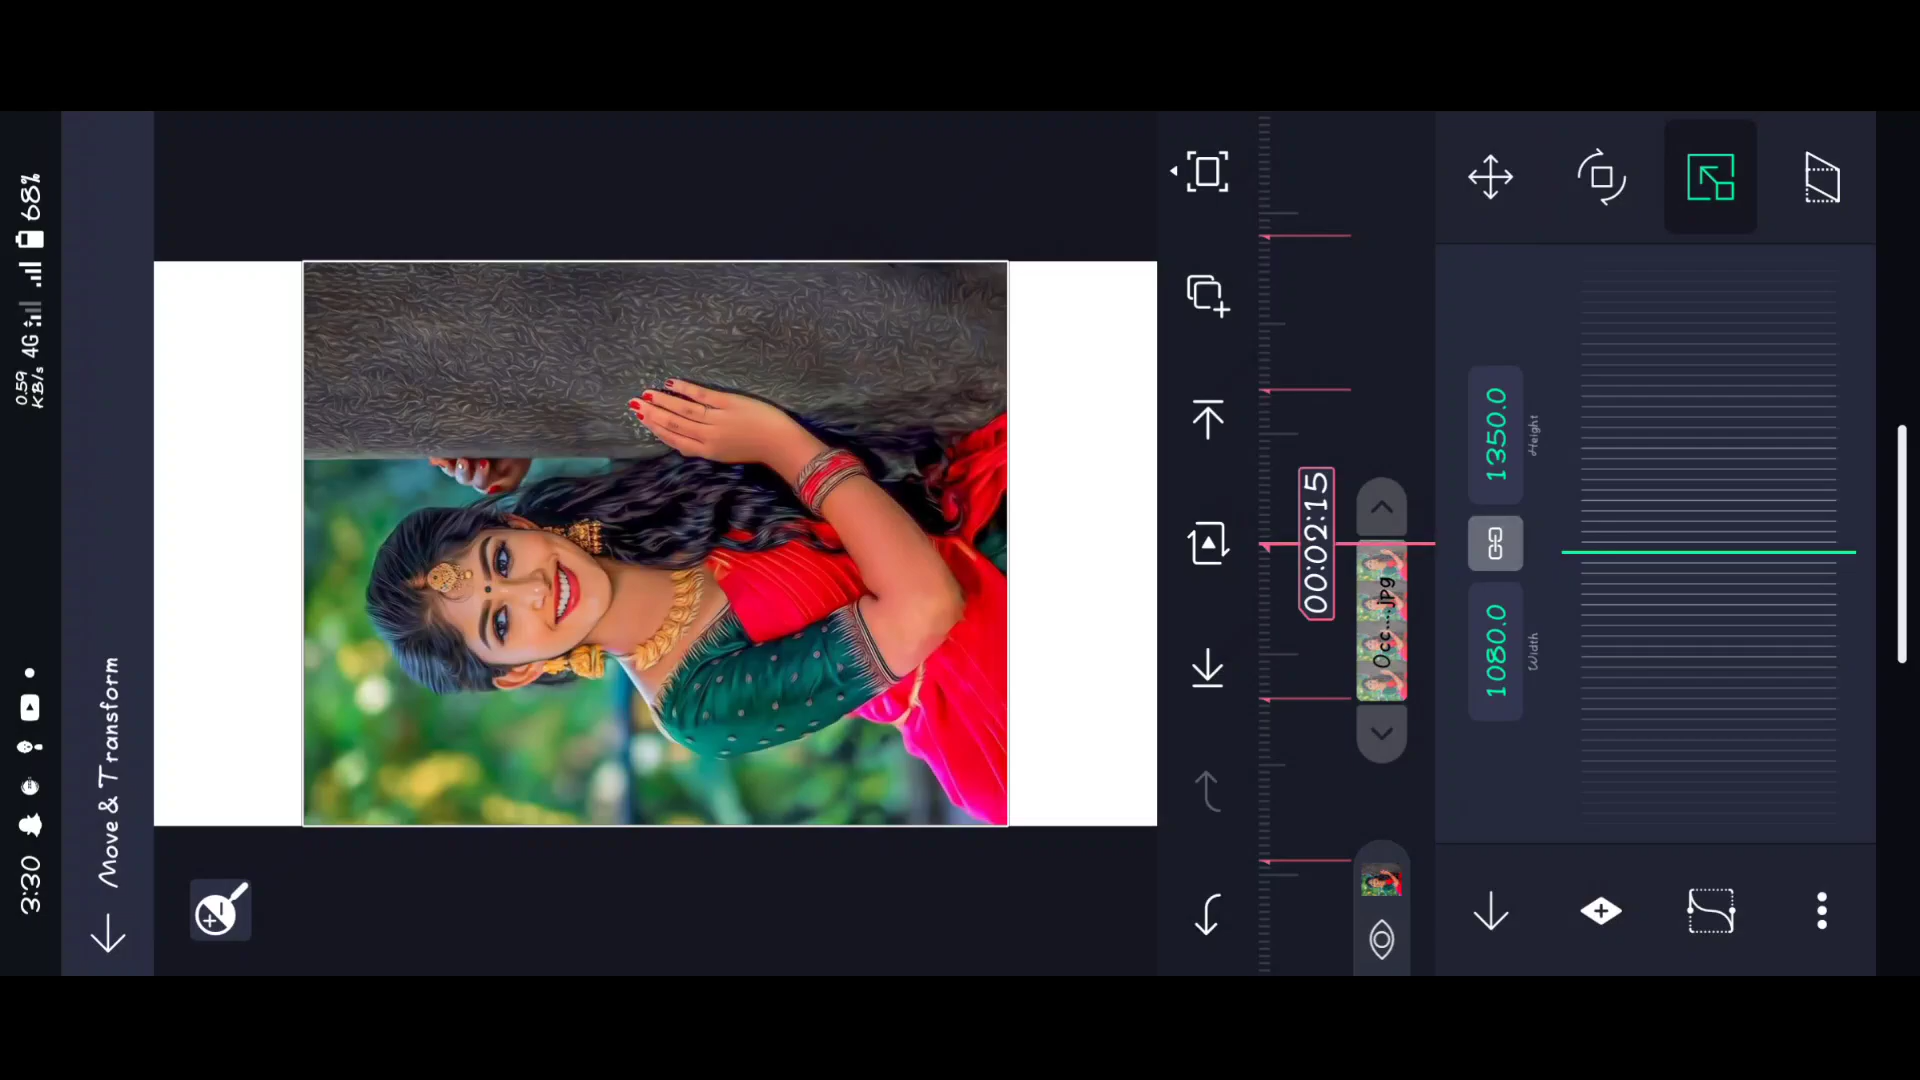 3:30
0.59
KB/s
4G
68%
Move & Transform
00:02:15
Occ...jpg
1080.0
Width
1350.0
Height